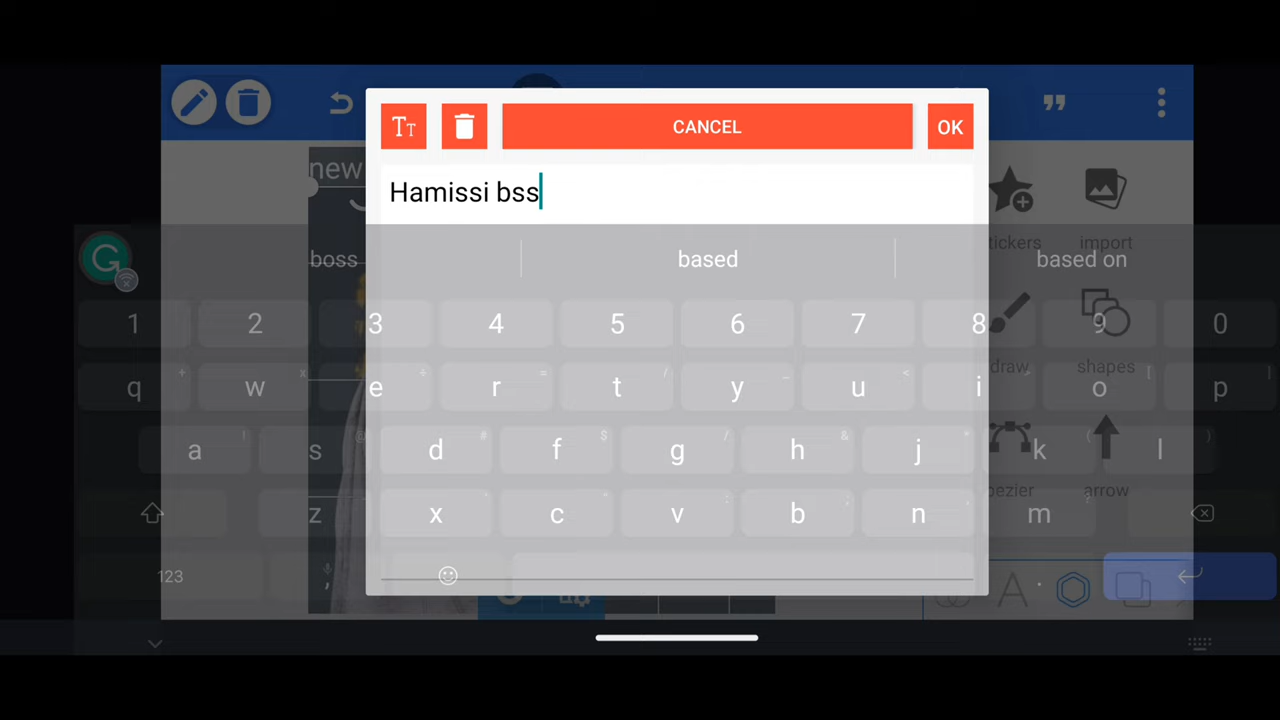 new
TT
CANCEL
OK
Hamissi bss
stickers
import
boss
based
based on
1 2 3 4 5 6 7 8 9 0
draw
shapes
q w e r t y u i o p
a s d f g h j k l
bezier
arrow
z x c v b n m
123
A